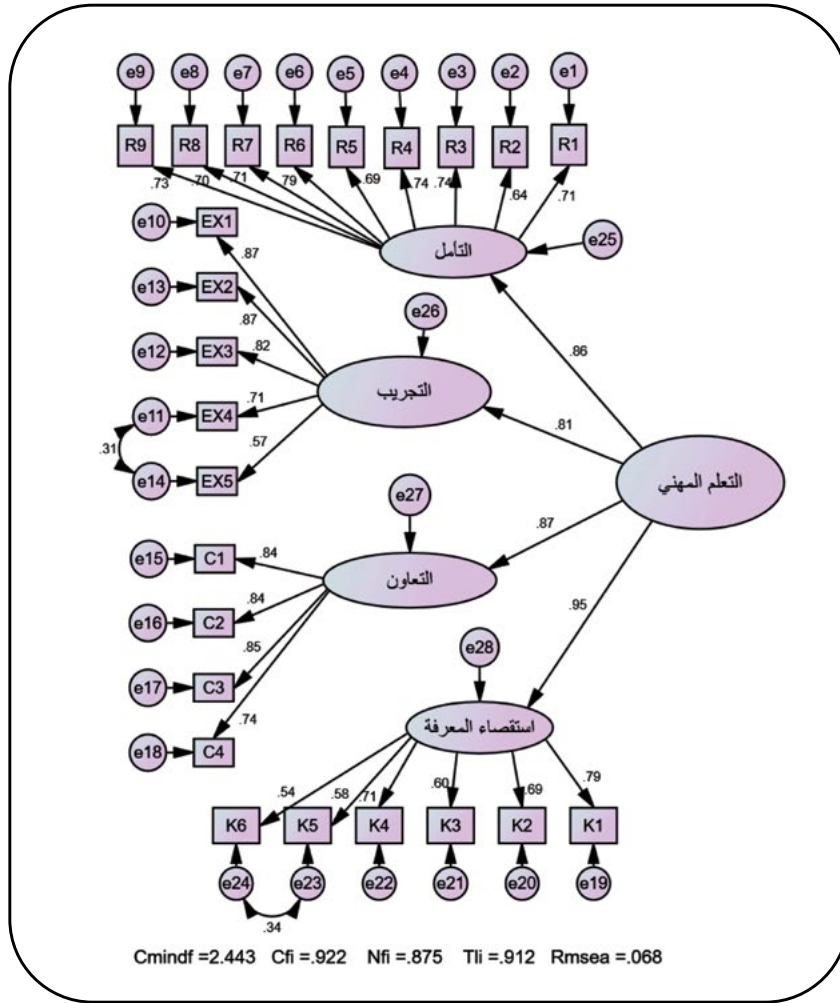 e9 e8 e7 e6 e5 e4 e3 e2 e1
R9 R8 R7 R6 R5 R4 R3 R2 R1
.73 .70 .71 .79 .69 .74 .74 .64 .71
e10 EX1
التأمل
e25
.87
e13 EX2
e26
.87
e12 EX3
.82
.86
التجريب
.71
e11 EX4
.81
.31
.57
e14 EX5
التعلم المهني
e27
.87
e15 C1
.84
التعاون
.84
e16 C2
.95
.85
e28
e17 C3
.74
استقصاء المعرفة
e18 C4
.54 .58 .71 .60 .69 .79
K6 K5 K4 K3 K2 K1
e24 e23 e22 e21 e20 e19
.34
Cmindf =2.443 Cfi =.922 Nfi =.875 Tli =.912 Rmsea =.068